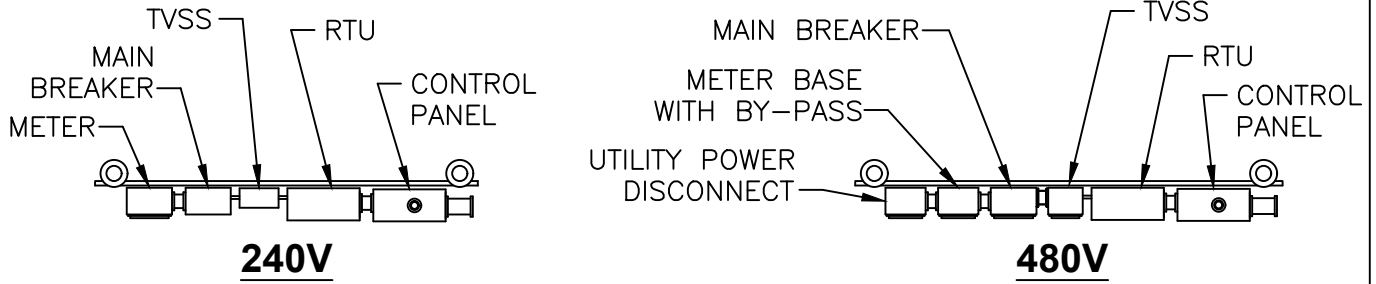 TVSS
RTU
MAIN
BREAKER
CONTROL
PANEL
METER
240V
TVSS
MAIN BREAKER
RTU
METER BASE
WITH BY-PASS
CONTROL
PANEL
UTILITY POWER
DISCONNECT
480V